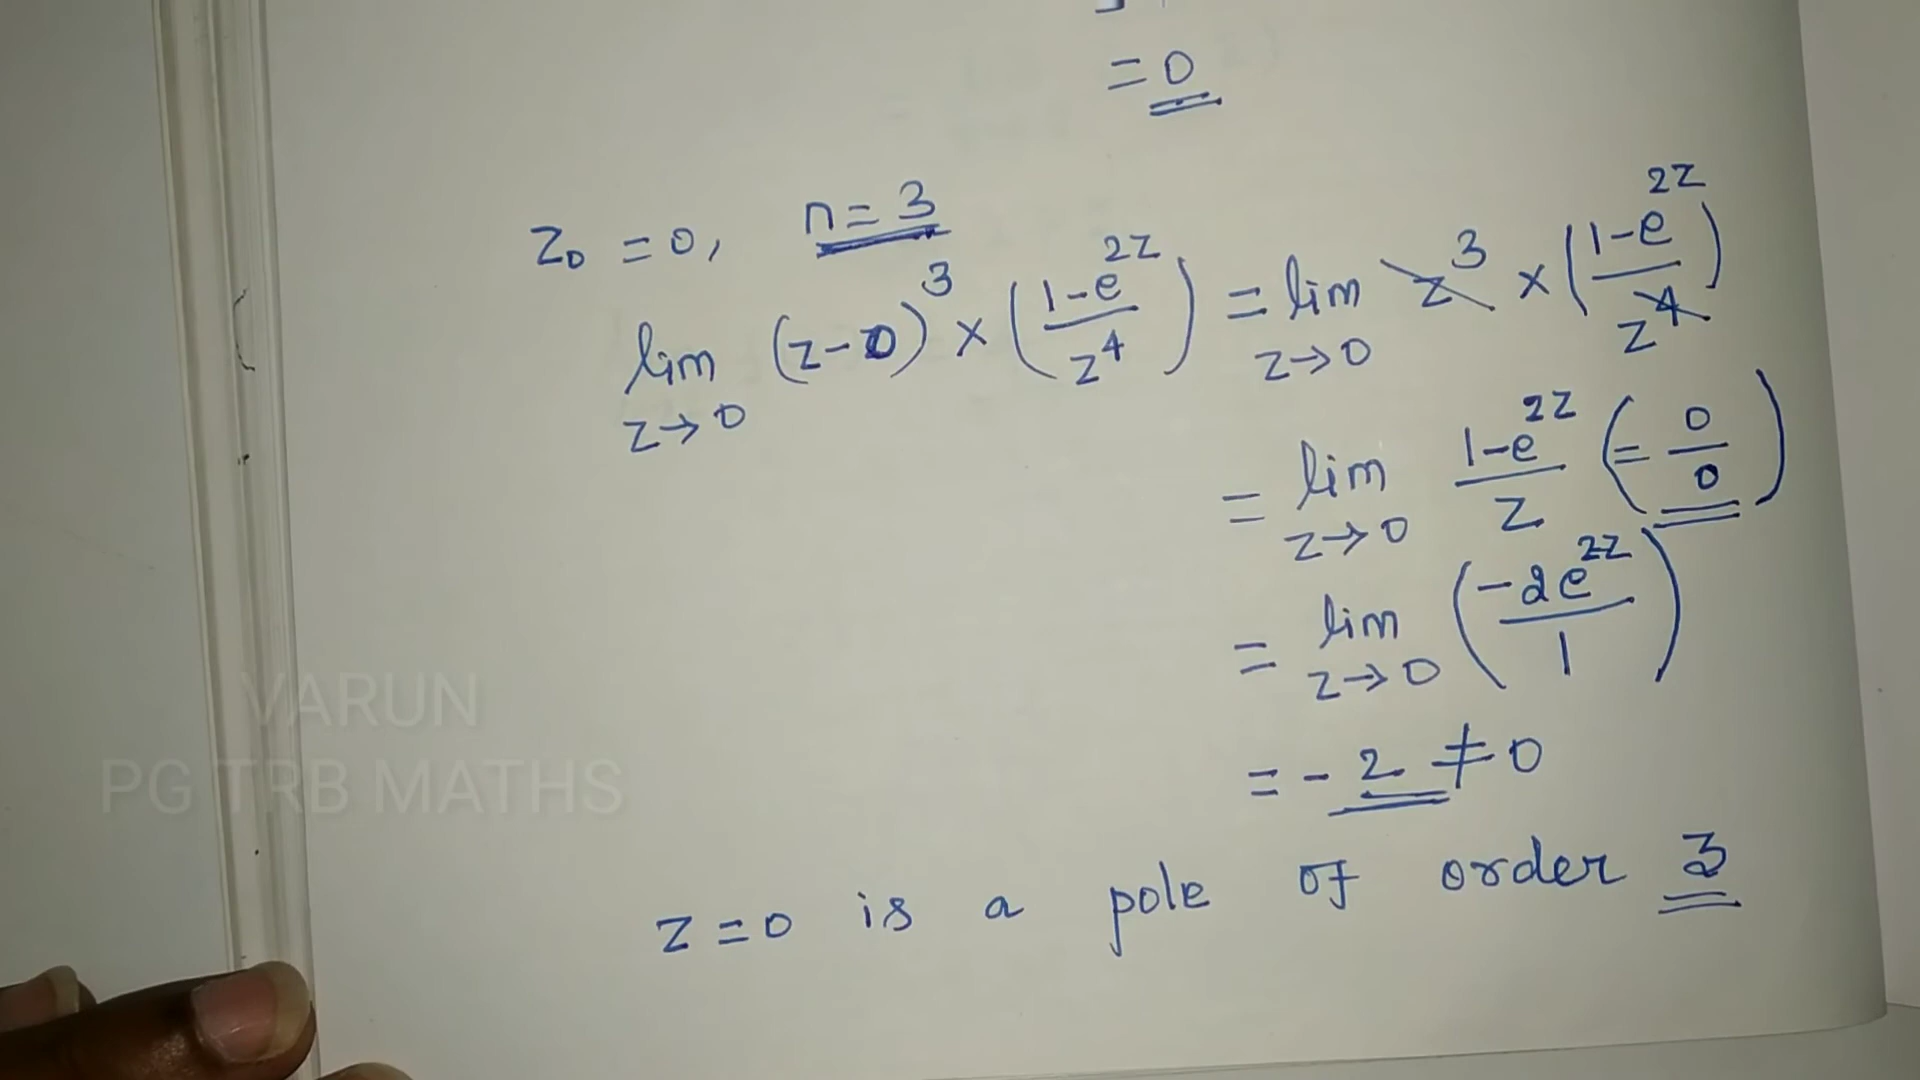 = 0
z₀ = 0, n = 3
lim z→0 (z-0)³ × ((1-e^{2z})/z⁴) = lim z→0 z³ × ((1-e^{2z})/z⁴)
= lim z→0 (1-e^{2z})/z (= 0/0)
= lim z→0 (-2e^{2z}/1)
= -2 ≠ 0
z = 0 is a pole of order 3
VARUN
PG TRB MATHS